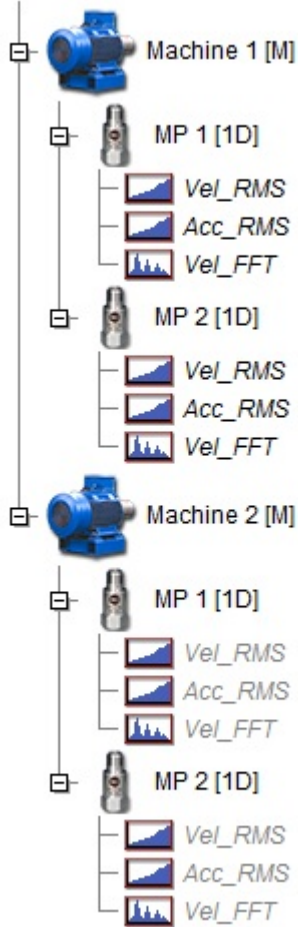 Machine 1 [M]
MP 1 [1D]
Vel_RMS
Acc_RMS
Vel_FFT
MP 2 [1D]
Vel_RMS
Acc_RMS
Vel_FFT
Machine 2 [M]
MP 1 [1D]
Vel_RMS
Acc_RMS
Vel_FFT
MP 2 [1D]
Vel_RMS
Acc_RMS
Vel_FFT